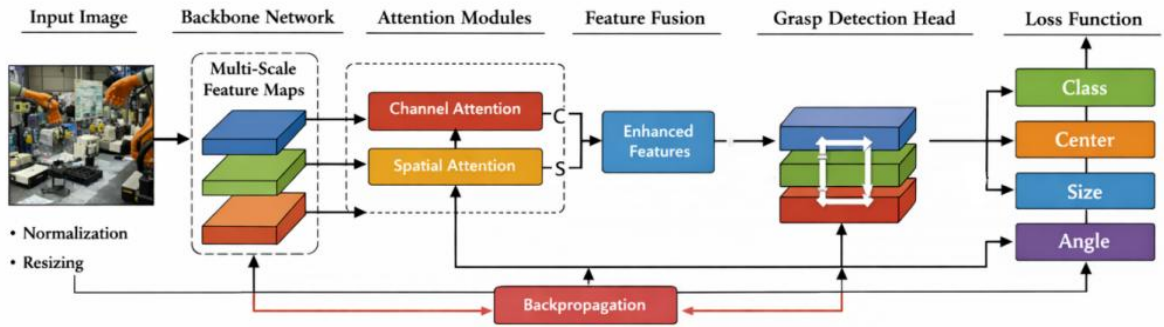 Input Image
Backbone Network
Attention Modules
Feature Fusion
Grasp Detection Head
Loss Function
Multi-Scale
Feature Maps
Channel Attention
C
Spatial Attention
S
Enhanced
Features
Class
Center
Size
Angle
• Normalization
• Resizing
Backpropagation